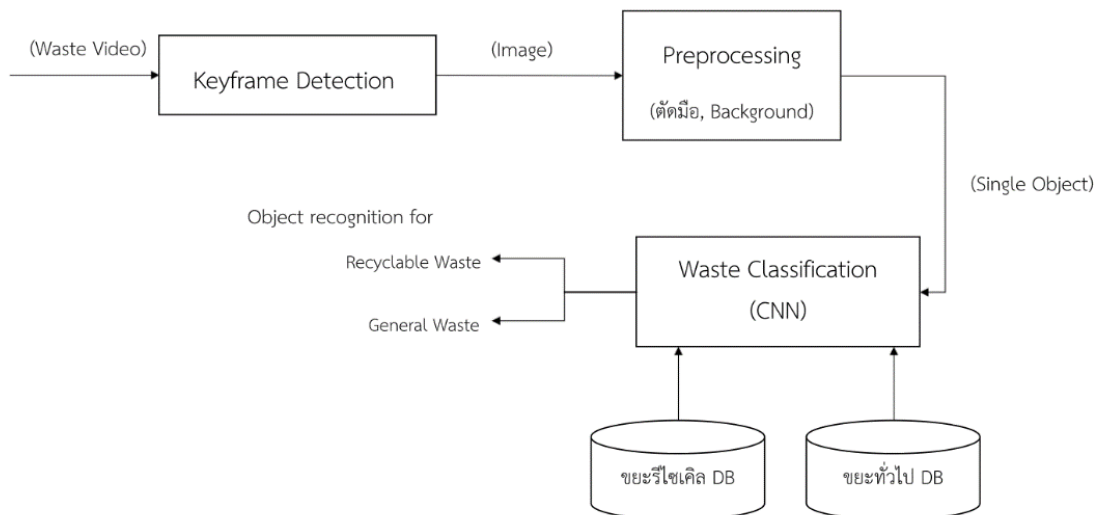 (Waste Video)
Keyframe Detection
(Image)
Preprocessing
(ตัดมือ, Background)
(Single Object)
Object recognition for
Recyclable Waste
General Waste
Waste Classification
(CNN)
ขยะรีไซเคิล DB
ขยะทั่วไป DB